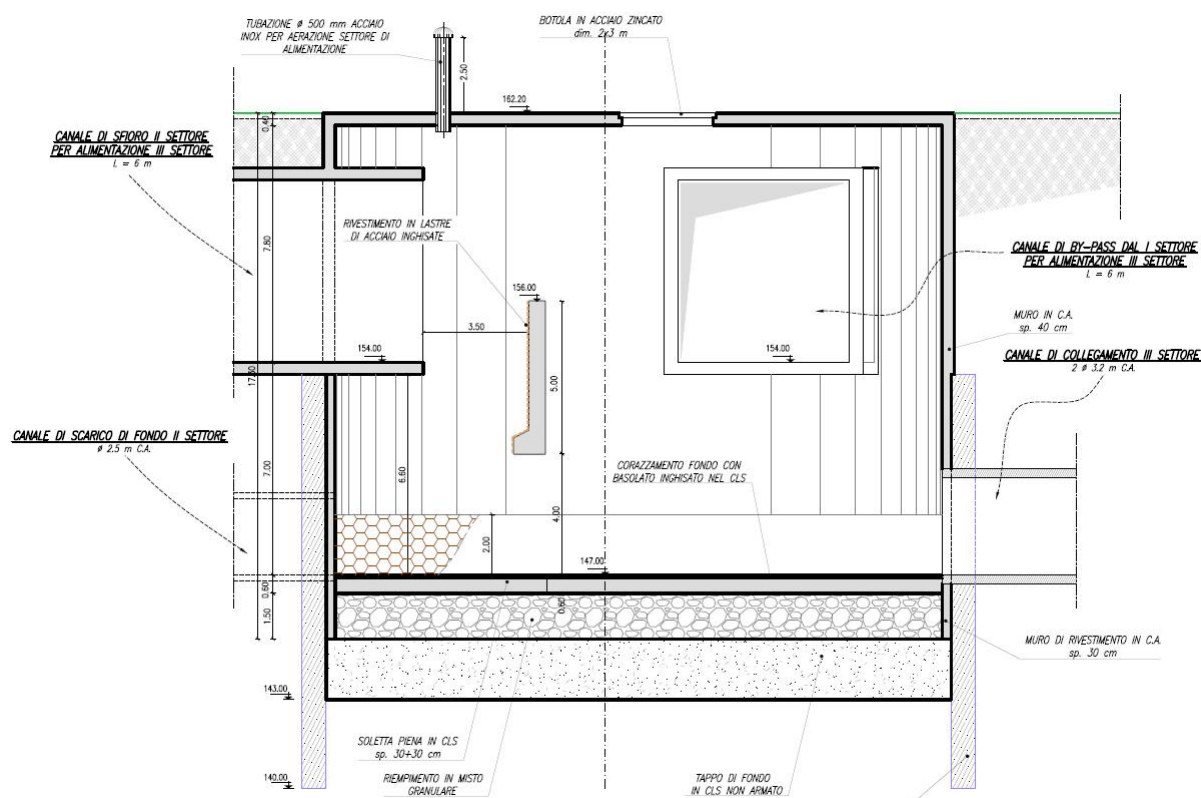 TUBAZIONE ø 500 mm ACCIAIO
INOX PER AERAZIONE SETTORE DI
ALIMENTAZIONE
BOTOLA IN ACCIAIO ZINCATO
dim. 2x3 m
2.50
162.20
0.40
CANALE DI SFIORO II SETTORE
PER ALIMENTAZIONE III SETTORE
L = 6 m
7.80
RIVESTIMENTO IN LASTRE
DI ACCIAIO INGHISATE
CANALE DI BY-PASS DAL I SETTORE
PER ALIMENTAZIONE III SETTORE
L = 6 m
156.00
3.50
MURO IN C.A.
sp. 40 cm
154.00
154.00
CANALE DI COLLEGAMENTO III SETTORE
2 ø 3.2 m C.A.
17.30
5.00
CANALE DI SCARICO DI FONDO II SETTORE
ø 2.5 m C.A.
7.00
6.60
CORAZZAMENTO FONDO CON
BASOLATO INGHISATO NEL CLS
4.00
2.00
147.00
0.60
0.60
1.50
MURO DI RIVESTIMENTO IN C.A.
sp. 30 cm
143.00
SOLETTA PIENA IN CLS
sp. 30+30 cm
RIEMPIMENTO IN MISTO
GRANULARE
TAPPO DI FONDO
IN CLS NON ARMATO
140.00